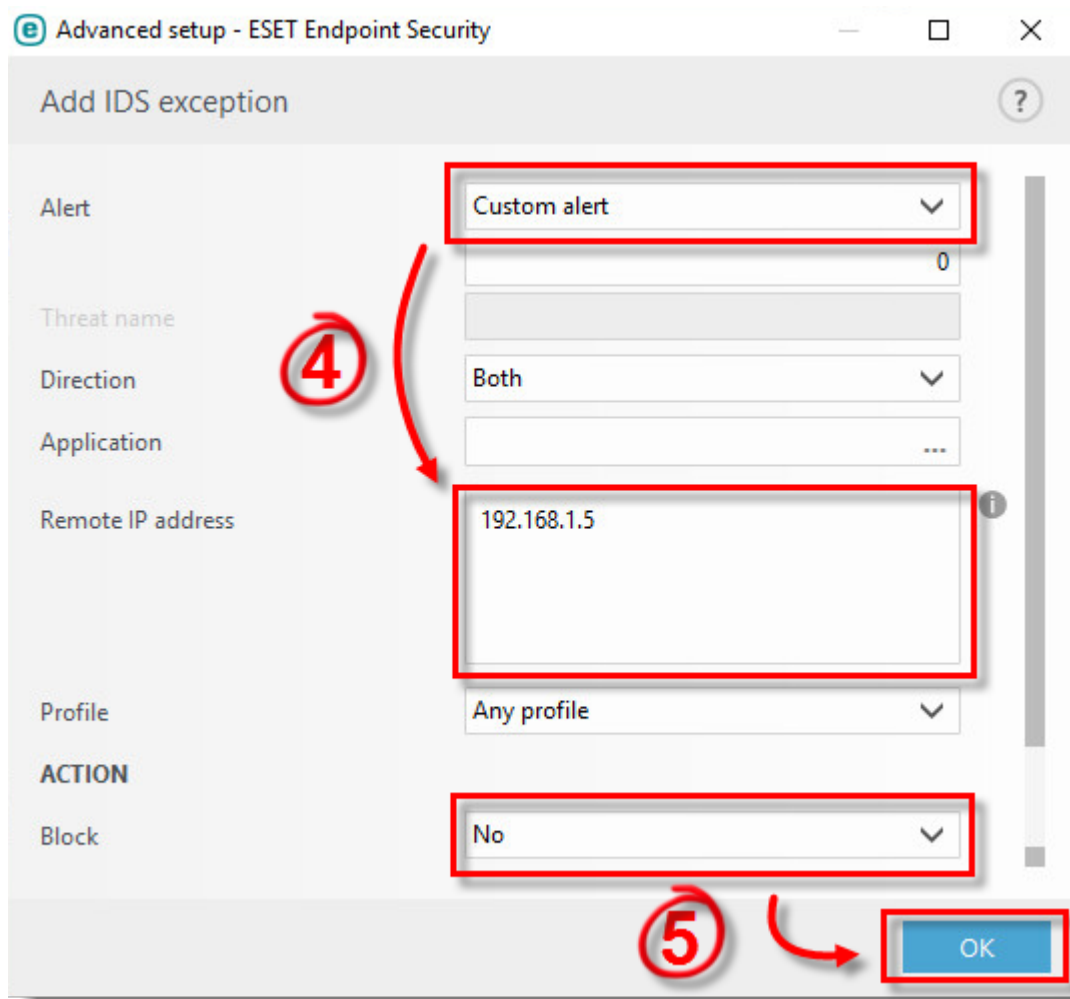 e Advanced setup - ESET Endpoint Security
Add IDS exception ?
Alert Custom alert
0
Threat name
4
Direction Both
Application ...
Remote IP address 192.168.1.5 i
Profile Any profile
ACTION
Block No
5 OK